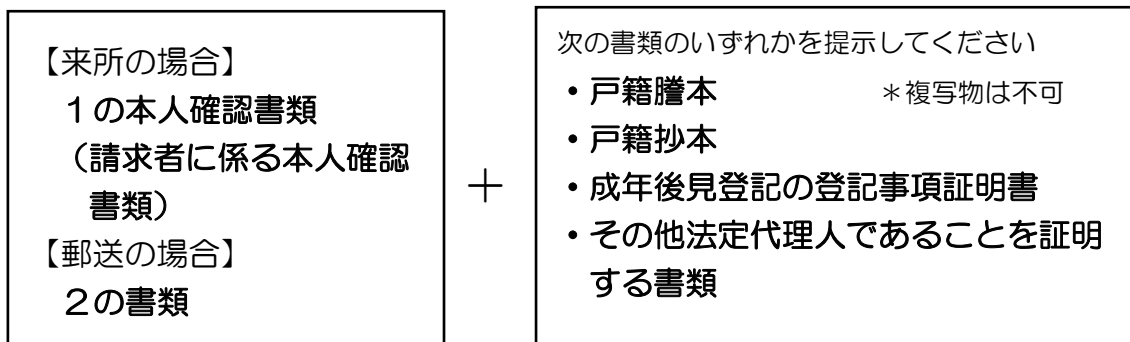 【来所の場合】
１の本人確認書類
（請求者に係る本人確認
書類）
【郵送の場合】
２の書類
＋
次の書類のいずれかを提示してください
・戸籍謄本　＊複写物は不可
・戸籍抄本
・成年後見登記の登記事項証明書
・その他法定代理人であることを証明
する書類